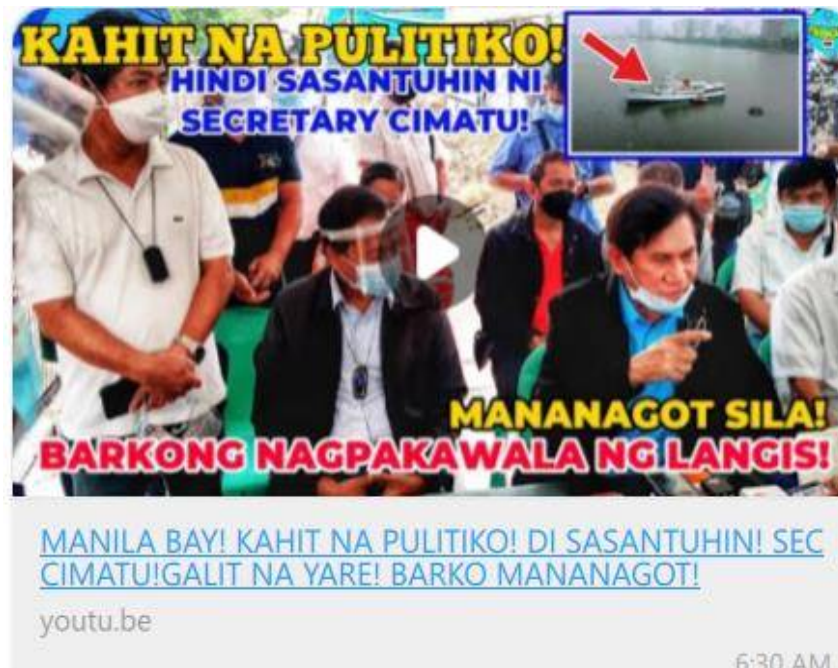 KAHIT NA PULITIKO!
HINDI SASANTUHIN NI
SECRETARY CIMATU!
MANANAGOT SILA!
BARKONG NAGPAKAWALA NG LANGIS!
MANILA BAY! KAHIT NA PULITIKO! DI SASANTUHIN! SEC
CIMATU!GALIT NA YARE! BARKO MANANAGOT!
youtu.be
6:30 AM